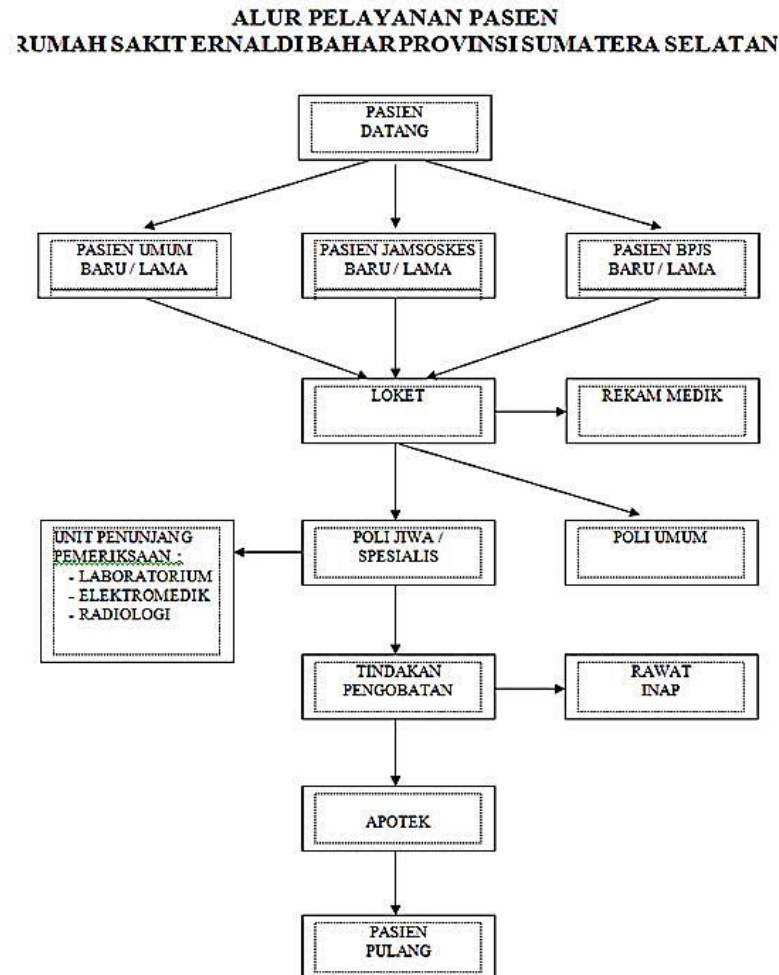 ALUR PELAYANAN PASIEN
RUMAH SAKIT ERNALDI BAHAR PROVINSI SUMATERA SELATAN
PASIEN
DATANG
PASIEN UMUM
BARU / LAMA
PASIEN JAMSOSKES
BARU / LAMA
PASIEN BPJS
BARU / LAMA
LOKET
REKAM MEDIK
UNIT PENUNJANG
PEMERIKSAAN :
- LABORATORIUM
- ELEKTROMEDIK
- RADIOLOGI
POLI JIWA /
SPESIALIS
POLI UMUM
TINDAKAN
PENGOBATAN
RAWAT
INAP
APOTEK
PASIEN
PULANG